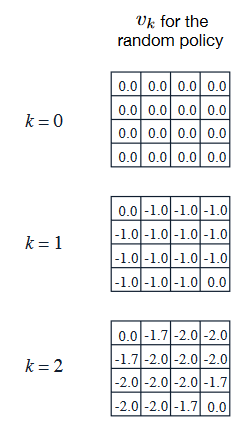 v_k for the
random policy
0.0 0.0 0.0 0.0
0.0 0.0 0.0 0.0
k = 0
0.0 0.0 0.0 0.0
0.0 0.0 0.0 0.0
0.0 -1.0 -1.0 -1.0
-1.0 -1.0 -1.0 -1.0
k = 1
-1.0 -1.0 -1.0 -1.0
-1.0 -1.0 -1.0 0.0
0.0 -1.7 -2.0 -2.0
-1.7 -2.0 -2.0 -2.0
k = 2
-2.0 -2.0 -2.0 -1.7
-2.0 -2.0 -1.7 0.0